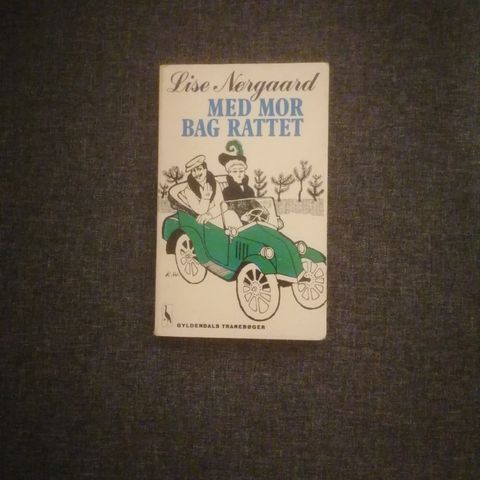 Lise Nørgaard
MED MOR
BAG RATTET
GYLDENDALS TRANEBØGER